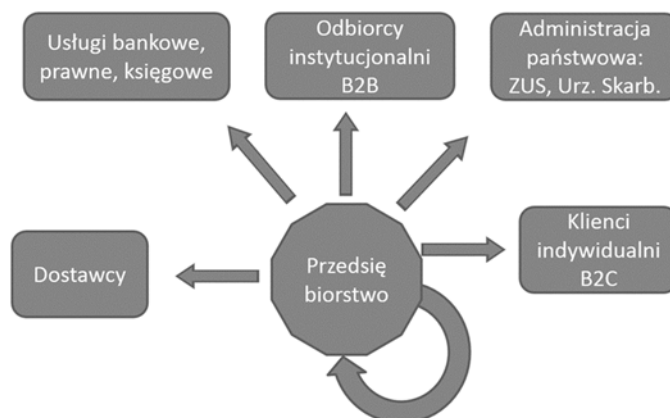 Usługi bankowe,
prawne, księgowe
Odbiorcy
instytucjonalni
B2B
Administracja
państwowa:
ZUS, Urz. Skarb.
Dostawcy
Przedsię
biorstwo
Klienci
indywidualni
B2C